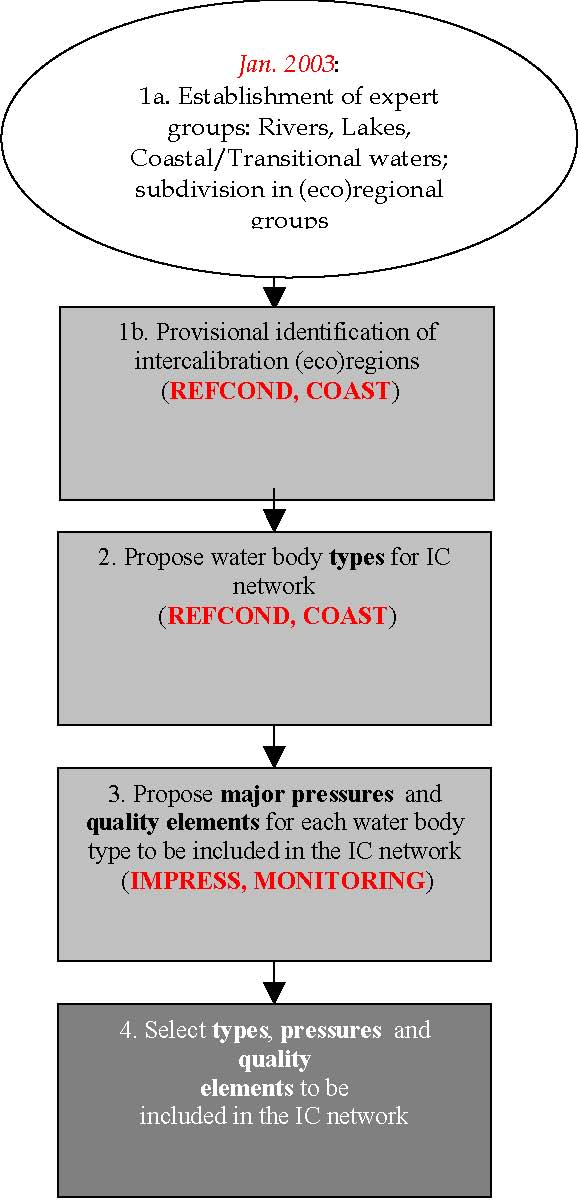 Jan. 2003:
1a. Establishment of expert
groups: Rivers, Lakes,
Coastal/Transitional waters;
subdivision in (eco)regional
groups
1b. Provisional identification of
intercalibration (eco)regions
(REFCOND, COAST)
2. Propose water body types for IC
network
(REFCOND, COAST)
3. Propose major pressures and
quality elements for each water body
type to be included in the IC network
(IMPRESS, MONITORING)
4. Select types, pressures and
quality
elements to be
included in the IC network